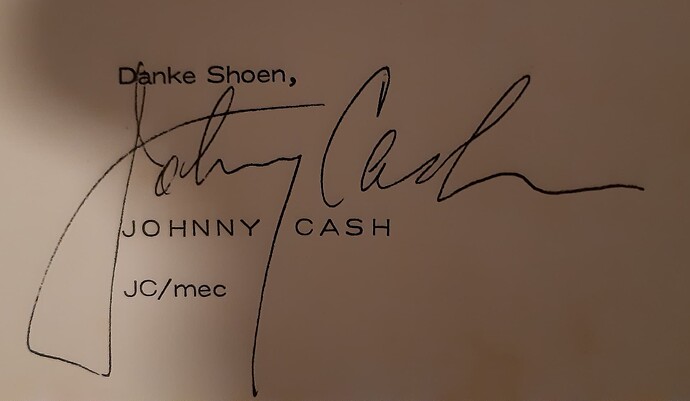 Danke Shoen,
Johnny Cash
JOHNNY CASH
JC/mec